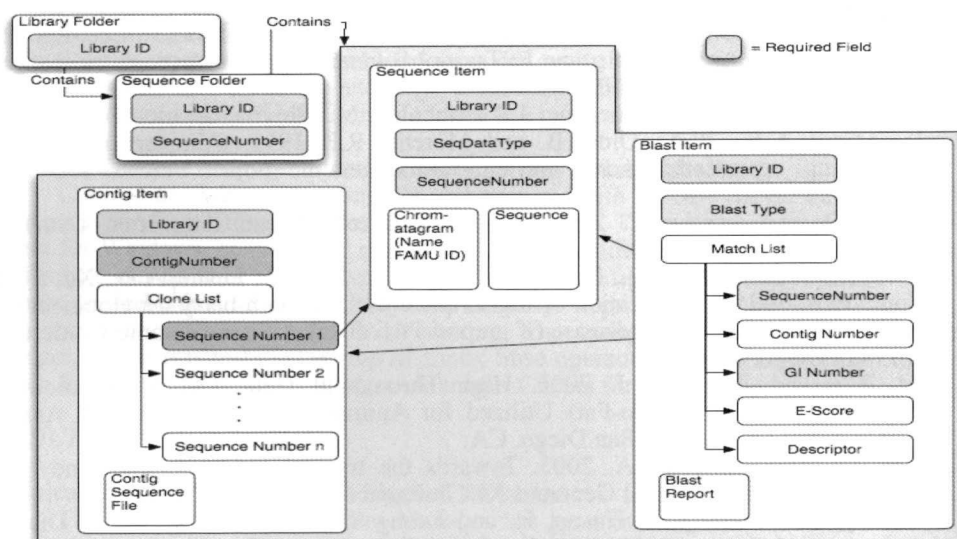 Library Folder
Library ID
Contains
Contains
Sequence Folder
Library ID
SequenceNumber
= Required Field
Sequence Item
Library ID
SeqDataType
SequenceNumber
Chrom-
atagram
(Name
FAMU ID)
Sequence
Contig Item
Library ID
ContigNumber
Clone List
Sequence Number 1
Sequence Number 2
Sequence Number n
Contig
Sequence
File
Blast Item
Library ID
Blast Type
Match List
SequenceNumber
Contig Number
GI Number
E-Score
Descriptor
Blast
Report